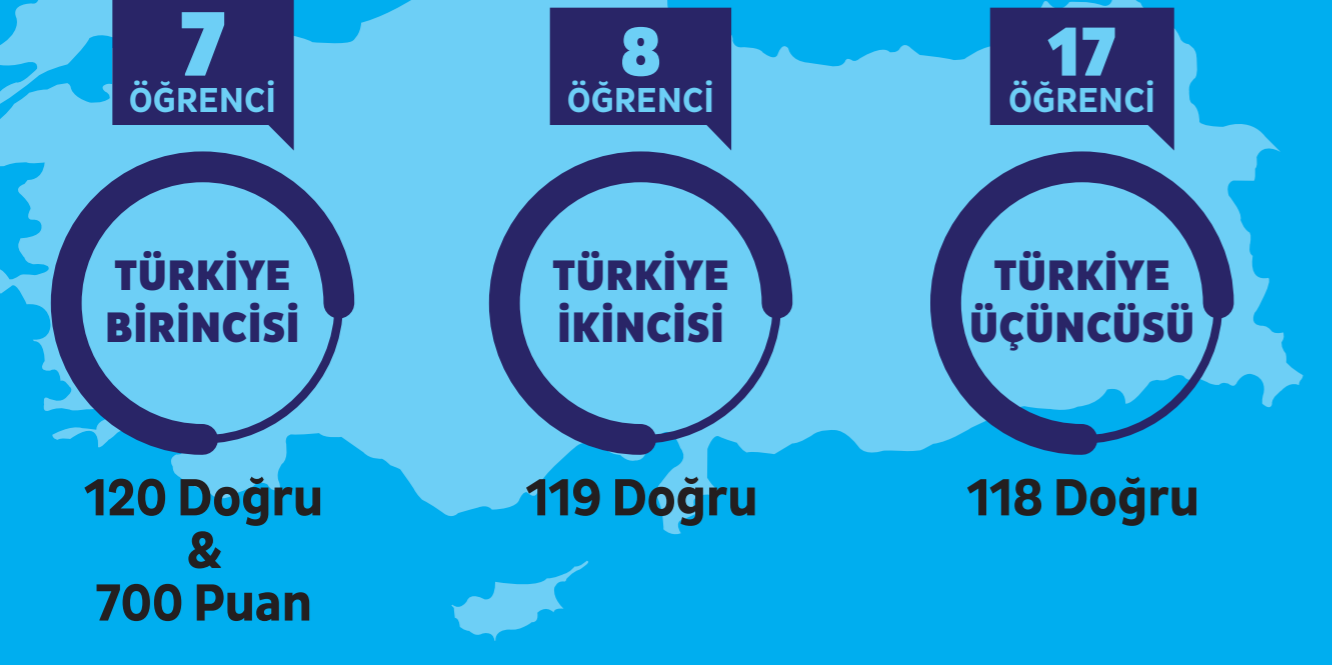 7
ÖĞRENCİ
TÜRKİYE
BİRİNCİSİ
120 Doğru
&
700 Puan
8
ÖĞRENCİ
TÜRKİYE
İKİNCİSİ
119 Doğru
17
ÖĞRENCİ
TÜRKİYE
ÜÇÜNCÜSÜ
118 Doğru